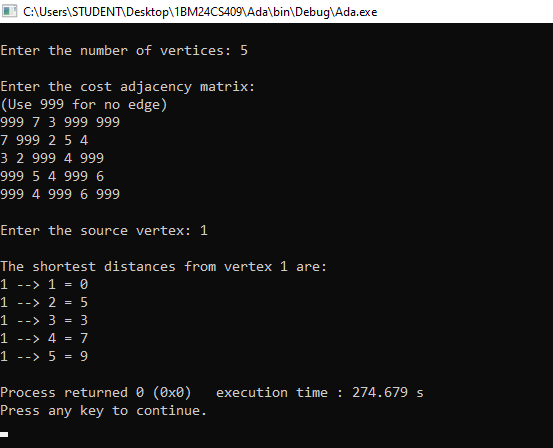 C:\Users\STUDENT\Desktop\1BM24CS409\Ada\bin\Debug\Ada.exe
Enter the number of vertices: 5
Enter the cost adjacency matrix:
(Use 999 for no edge)
999 7 3 999 999
7 999 2 5 4
3 2 999 4 999
999 5 4 999 6
999 4 999 6 999
Enter the source vertex: 1
The shortest distances from vertex 1 are:
1 --> 1 = 0
1 --> 2 = 5
1 --> 3 = 3
1 --> 4 = 7
1 --> 5 = 9
Process returned 0 (0x0)   execution time : 274.679 s
Press any key to continue.